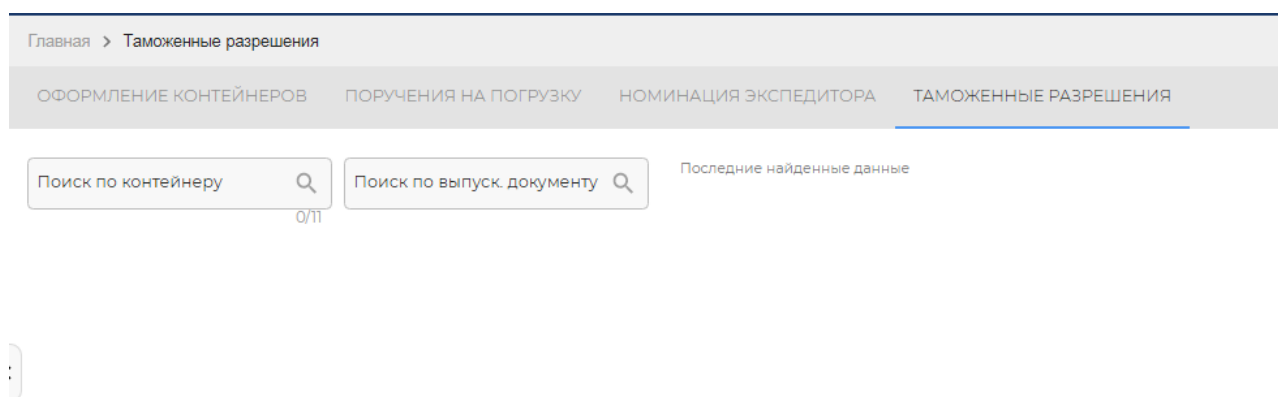 Главная > Таможенные разрешения
ОФОРМЛЕНИЕ КОНТЕЙНЕРОВ ПОРУЧЕНИЯ НА ПОГРУЗКУ НОМИНАЦИЯ ЭКСПЕДИТОРА ТАМОЖЕННЫЕ РАЗРЕШЕНИЯ
Поиск по контейнеру Поиск по выпуск. документу Последние найденные данные
0/11